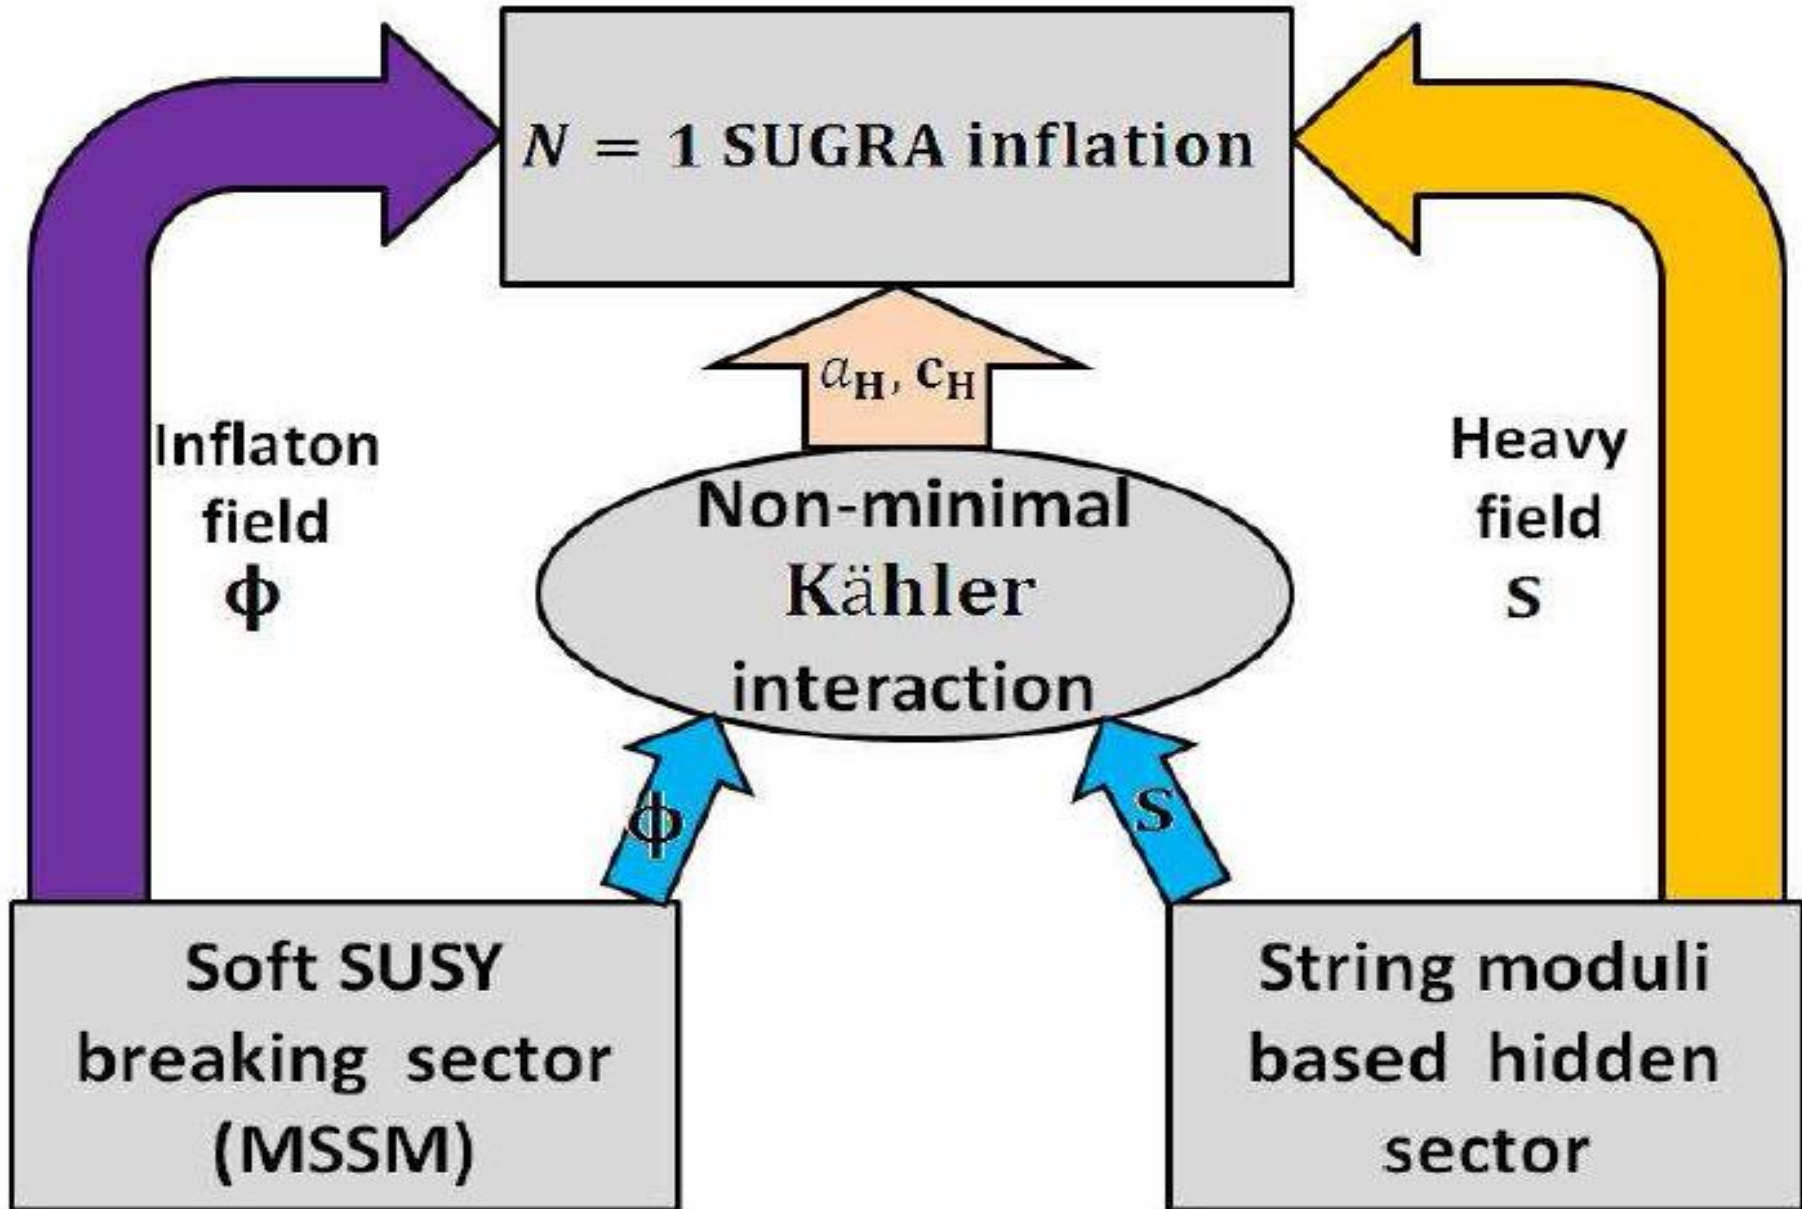 N = 1 SUGRA inflation
a_H, c_H
Inflaton
field
ϕ
Non-minimal
Kähler
interaction
Heavy
field
S
ϕ
S
Soft SUSY
breaking sector
(MSSM)
String moduli
based hidden
sector